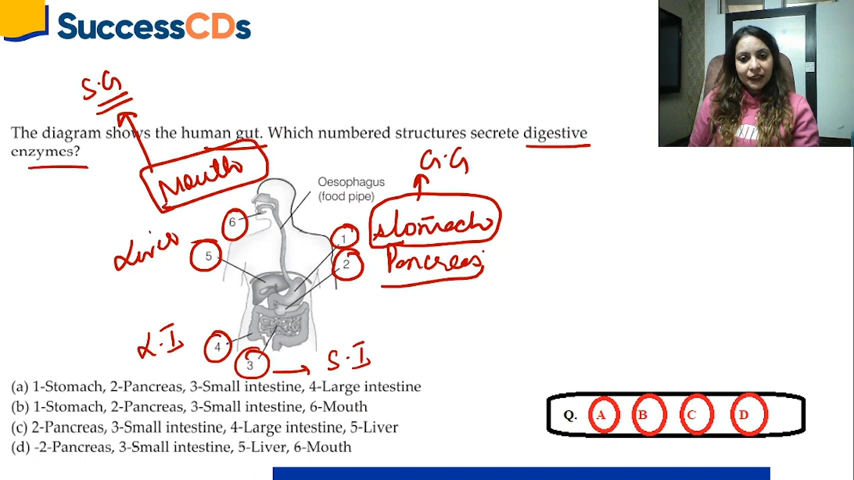 SuccessCDs
S.G
The diagram shows the human gut. Which numbered structures secrete digestive
enzymes?
G.G
Mouth
Oesophagus
(food pipe)
6
1
Stomach
Liver
5
2
Pancreas
L.I
4
3
S.I
(a) 1-Stomach, 2-Pancreas, 3-Small intestine, 4-Large intestine
(b) 1-Stomach, 2-Pancreas, 3-Small intestine, 6-Mouth
(c) 2-Pancreas, 3-Small intestine, 4-Large intestine, 5-Liver
(d) -2-Pancreas, 3-Small intestine, 5-Liver, 6-Mouth
Q. A B C D